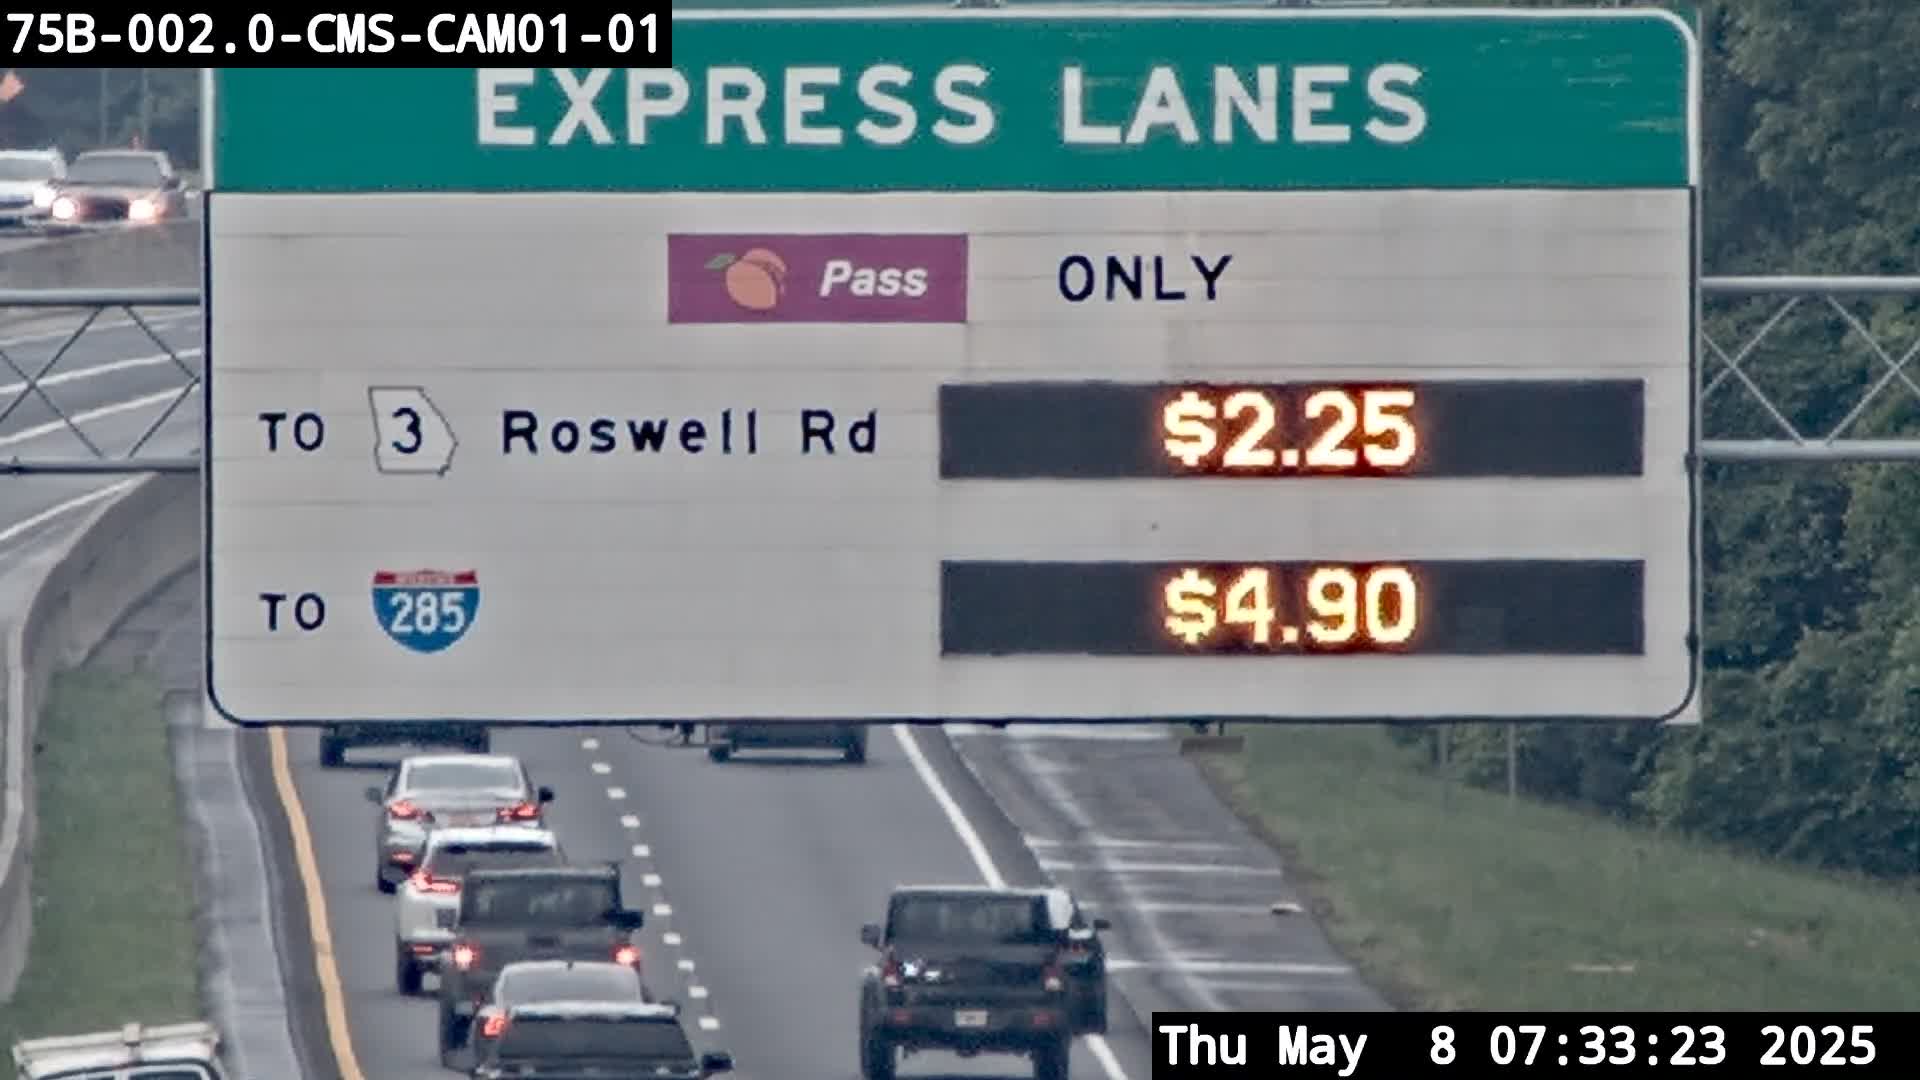 75B-002.0-CMS-CAM01-01
EXPRESS LANES
Pass ONLY
TO 3 Roswell Rd $2.25
TO 285 $4.90
Thu May 8 07:33:23 2025